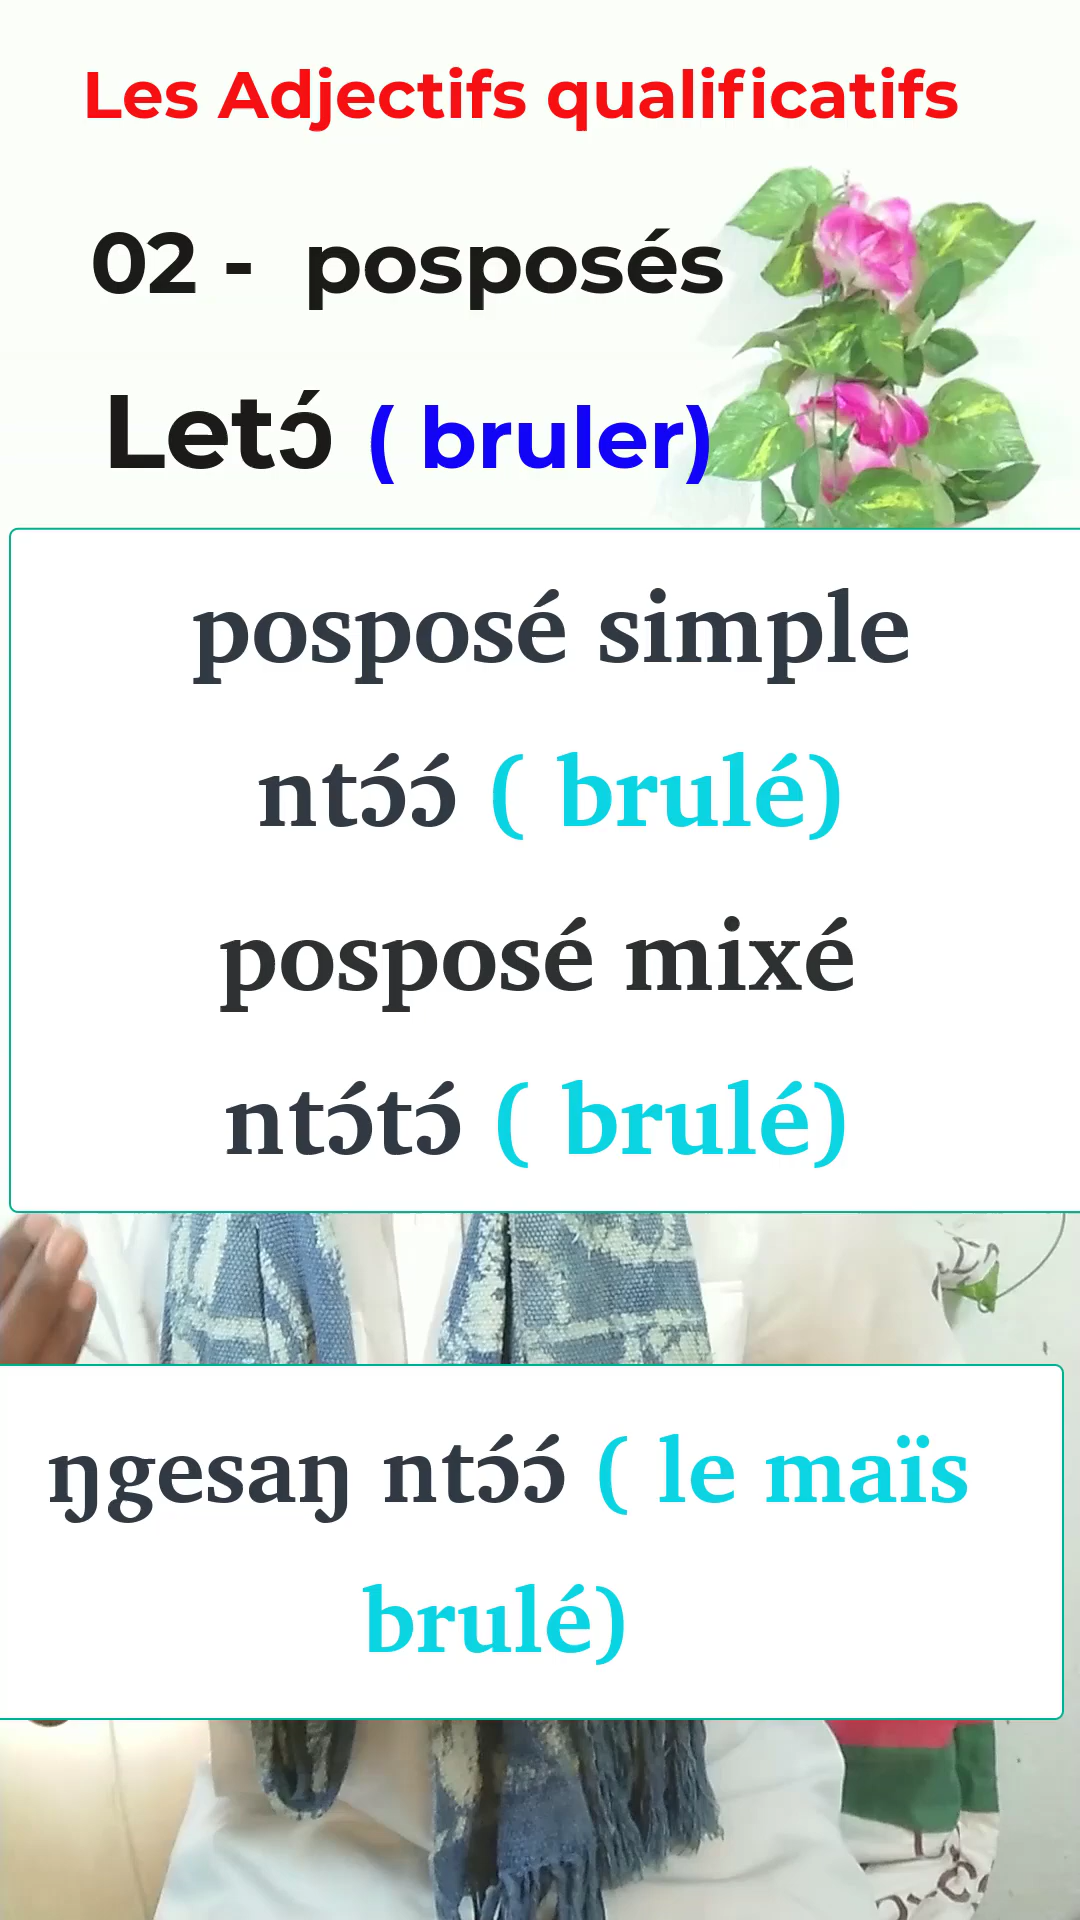 Les Adjectifs qualificatifs
02 - posposés
Letɔ́ ( bruler)
posposé simple
ntɔ́ɔ́ ( brulé)
posposé mixé
ntɔ́tɔ́ ( brulé)
ŋgesaŋ ntɔ́ɔ́ ( le maïs
brulé)